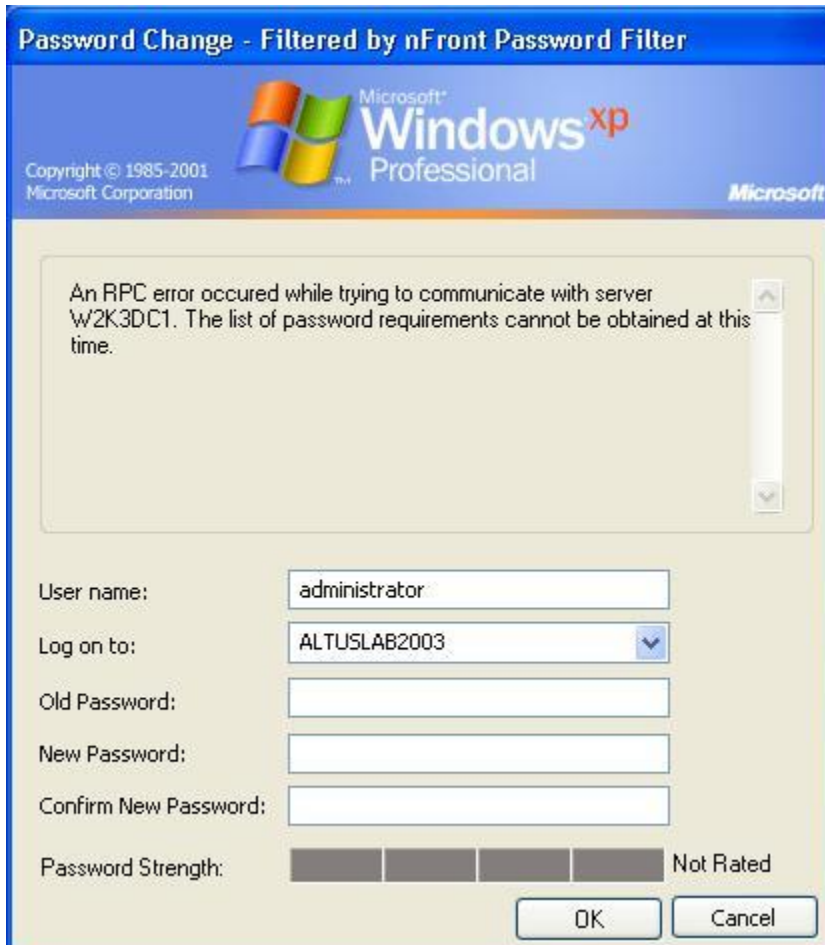 Password Change - Filtered by nFront Password Filter
Microsoft
Windows xp
Professional
Copyright © 1985-2001
Microsoft Corporation
Microsoft
An RPC error occured while trying to communicate with server
W2K3DC1. The list of password requirements cannot be obtained at this
time.
User name: administrator
Log on to: ALTUSLAB2003
Old Password:
New Password:
Confirm New Password:
Password Strength: Not Rated
OK Cancel